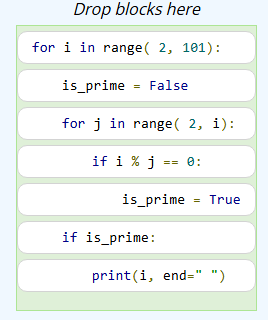 Drop blocks here
for i in range( 2, 101):
is_prime = False
for j in range( 2, i):
if i % j == 0:
is_prime = True
if is_prime:
print(i, end=" ")